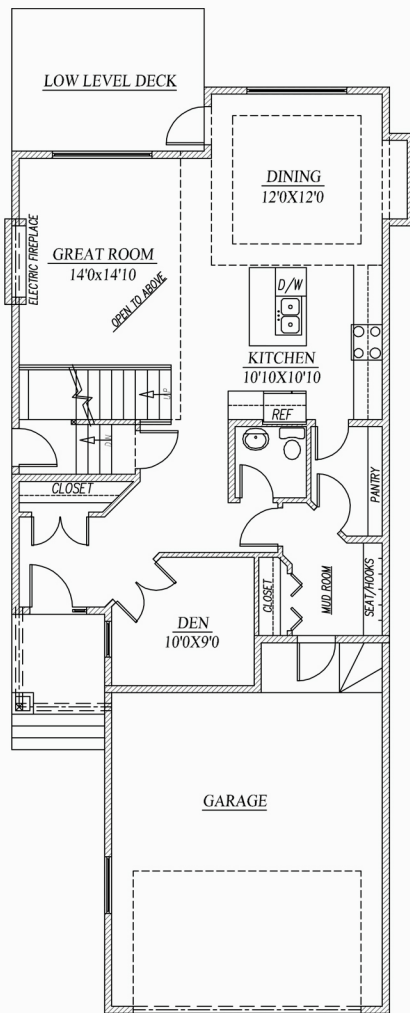 LOW LEVEL DECK
DINING
12'0X12'0
ELECTRIC FIREPLACE
GREAT ROOM
14'0x14'10
OPEN TO ABOVE
D/W
KITCHEN
10'10X10'10
UP
REF
DN
CLOSET
PANTRY
DEN
10'0X9'0
CLOSET
MUD ROOM
SEAT/HOOKS
GARAGE